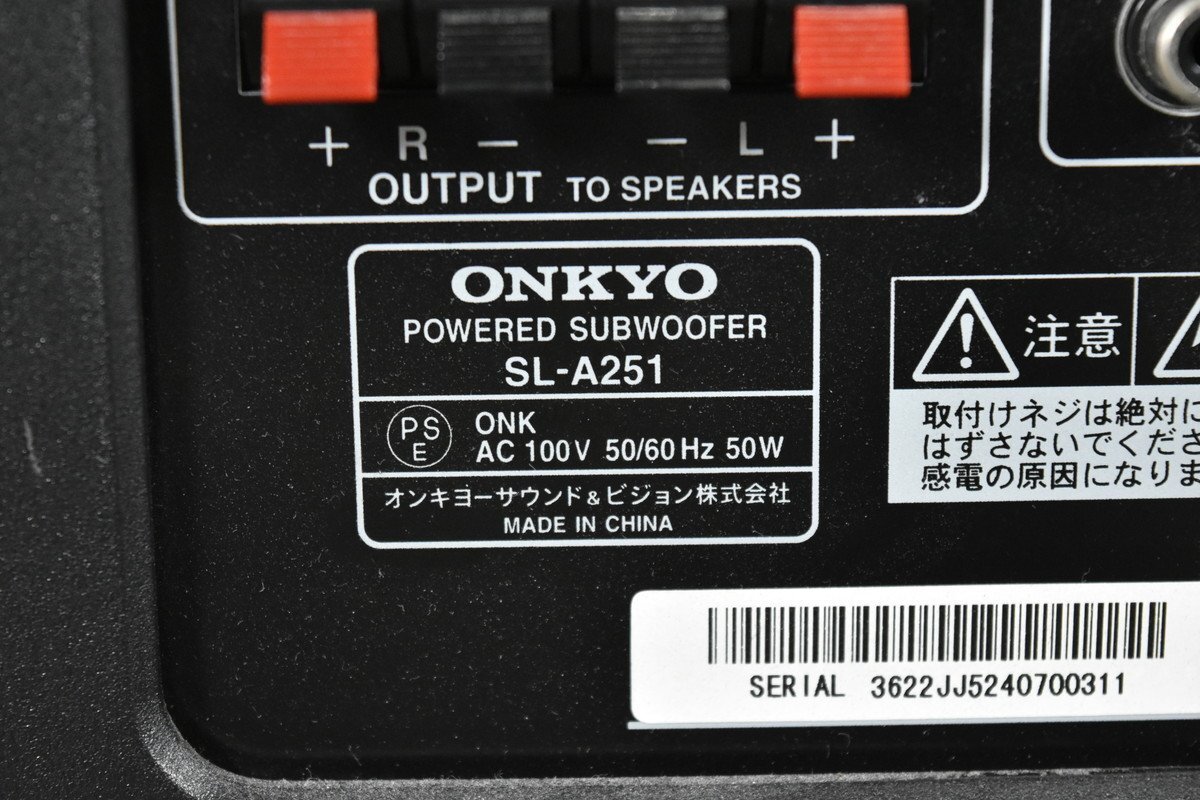 + R − − L +
OUTPUT TO SPEAKERS
ONKYO
POWERED SUBWOOFER
SL-A251
PSE
ONK
AC 100V 50/60Hz 50W
オンキヨーサウンド&ビジョン株式会社
MADE IN CHINA
注意
取付けネジは絶対に
はずさないでくださ
感電の原因になりま
SERIAL 3622JJ5240700311